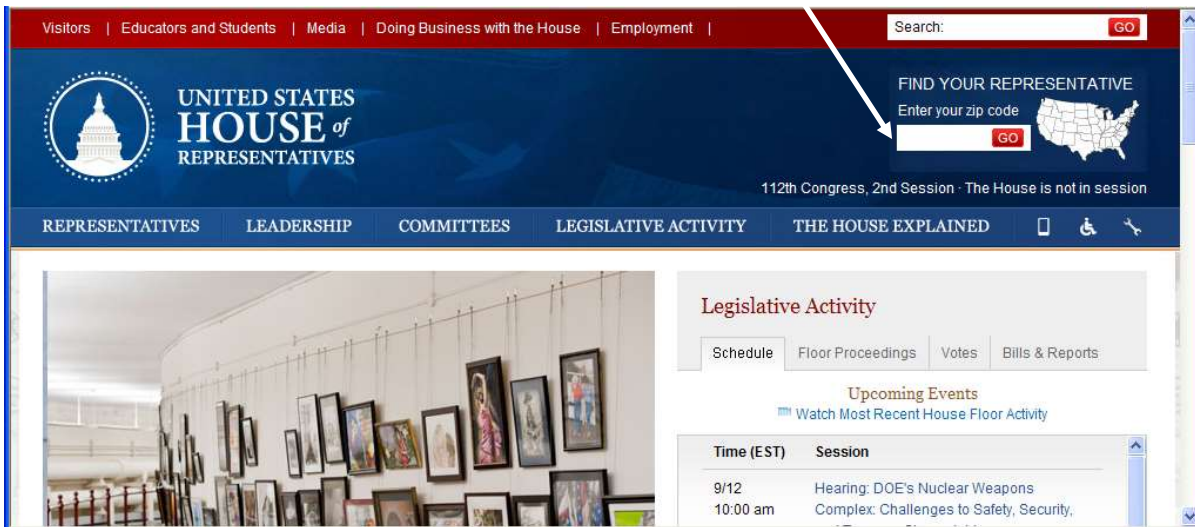 Visitors | Educators and Students | Media | Doing Business with the House | Employment |
Search: GO
UNITED STATES
HOUSE of
REPRESENTATIVES
FIND YOUR REPRESENTATIVE
Enter your zip code
GO
112th Congress, 2nd Session · The House is not in session
REPRESENTATIVES LEADERSHIP COMMITTEES LEGISLATIVE ACTIVITY THE HOUSE EXPLAINED
Legislative Activity
Schedule Floor Proceedings Votes Bills & Reports
Upcoming Events
Watch Most Recent House Floor Activity
Time (EST) Session
9/12 Hearing: DOE's Nuclear Weapons
10:00 am Complex: Challenges to Safety, Security,